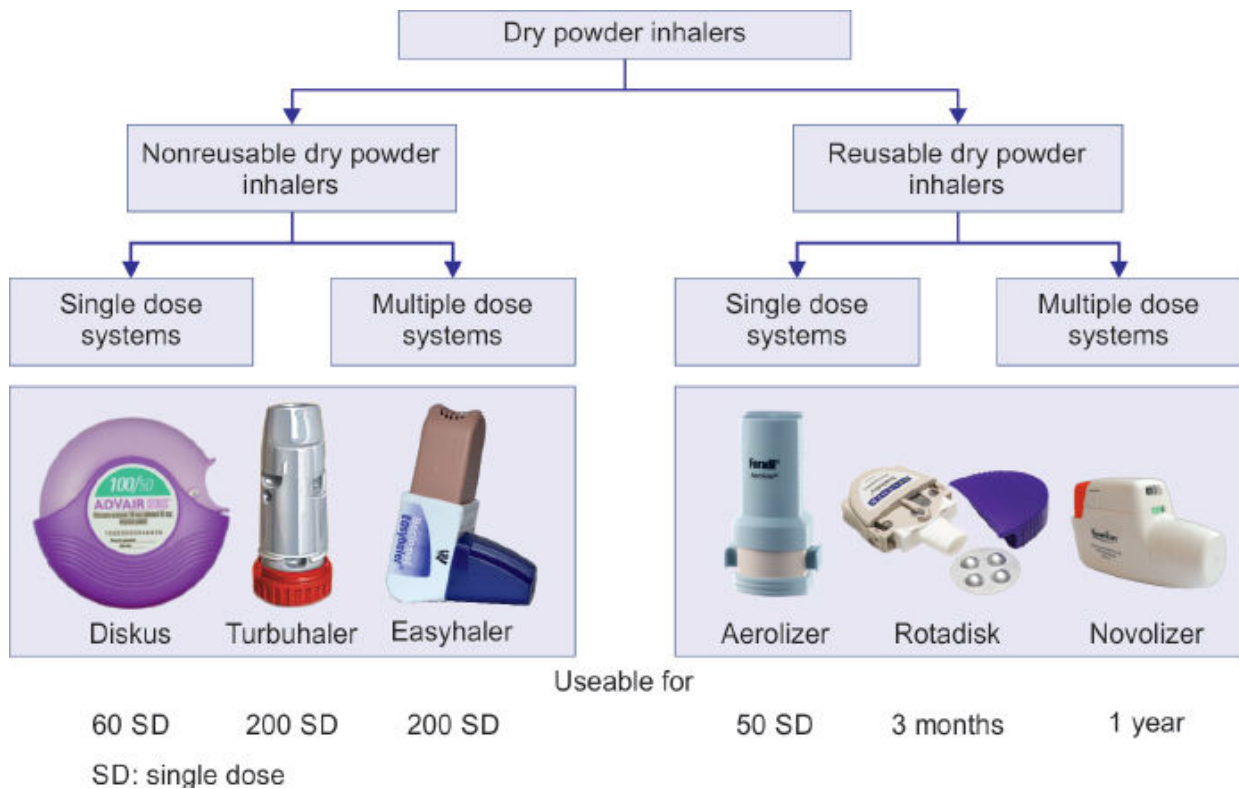 Dry powder inhalers
Nonreusable dry powder
inhalers
Reusable dry powder
inhalers
Single dose
systems
Multiple dose
systems
Single dose
systems
Multiple dose
systems
100/50
ADVAIR
Easyhaler
Foradil
Diskus
Turbuhaler
Easyhaler
Aerolizer
Rotadisk
Novolizer
Useable for
60 SD
200 SD
200 SD
50 SD
3 months
1 year
SD: single dose